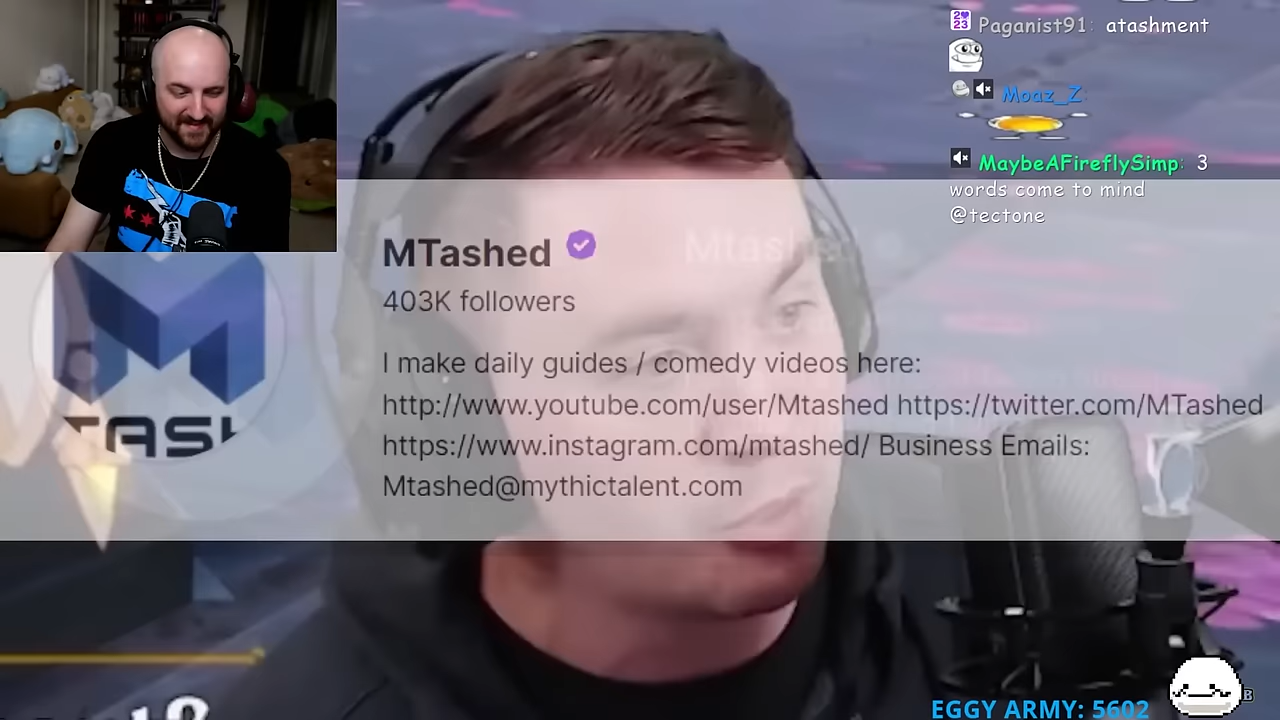 Paganist91: atashment
Moaz_Z
MaybeAFireflySimp: 3
words come to mind
@tectone
MTashed
Mtashed
403K followers
I make daily guides / comedy videos here:
http://www.youtube.com/user/Mtashed https://twitter.com/MTashed
https://www.instagram.com/mtashed/ Business Emails:
Mtashed@mythictalent.com
EGGY ARMY: 5602